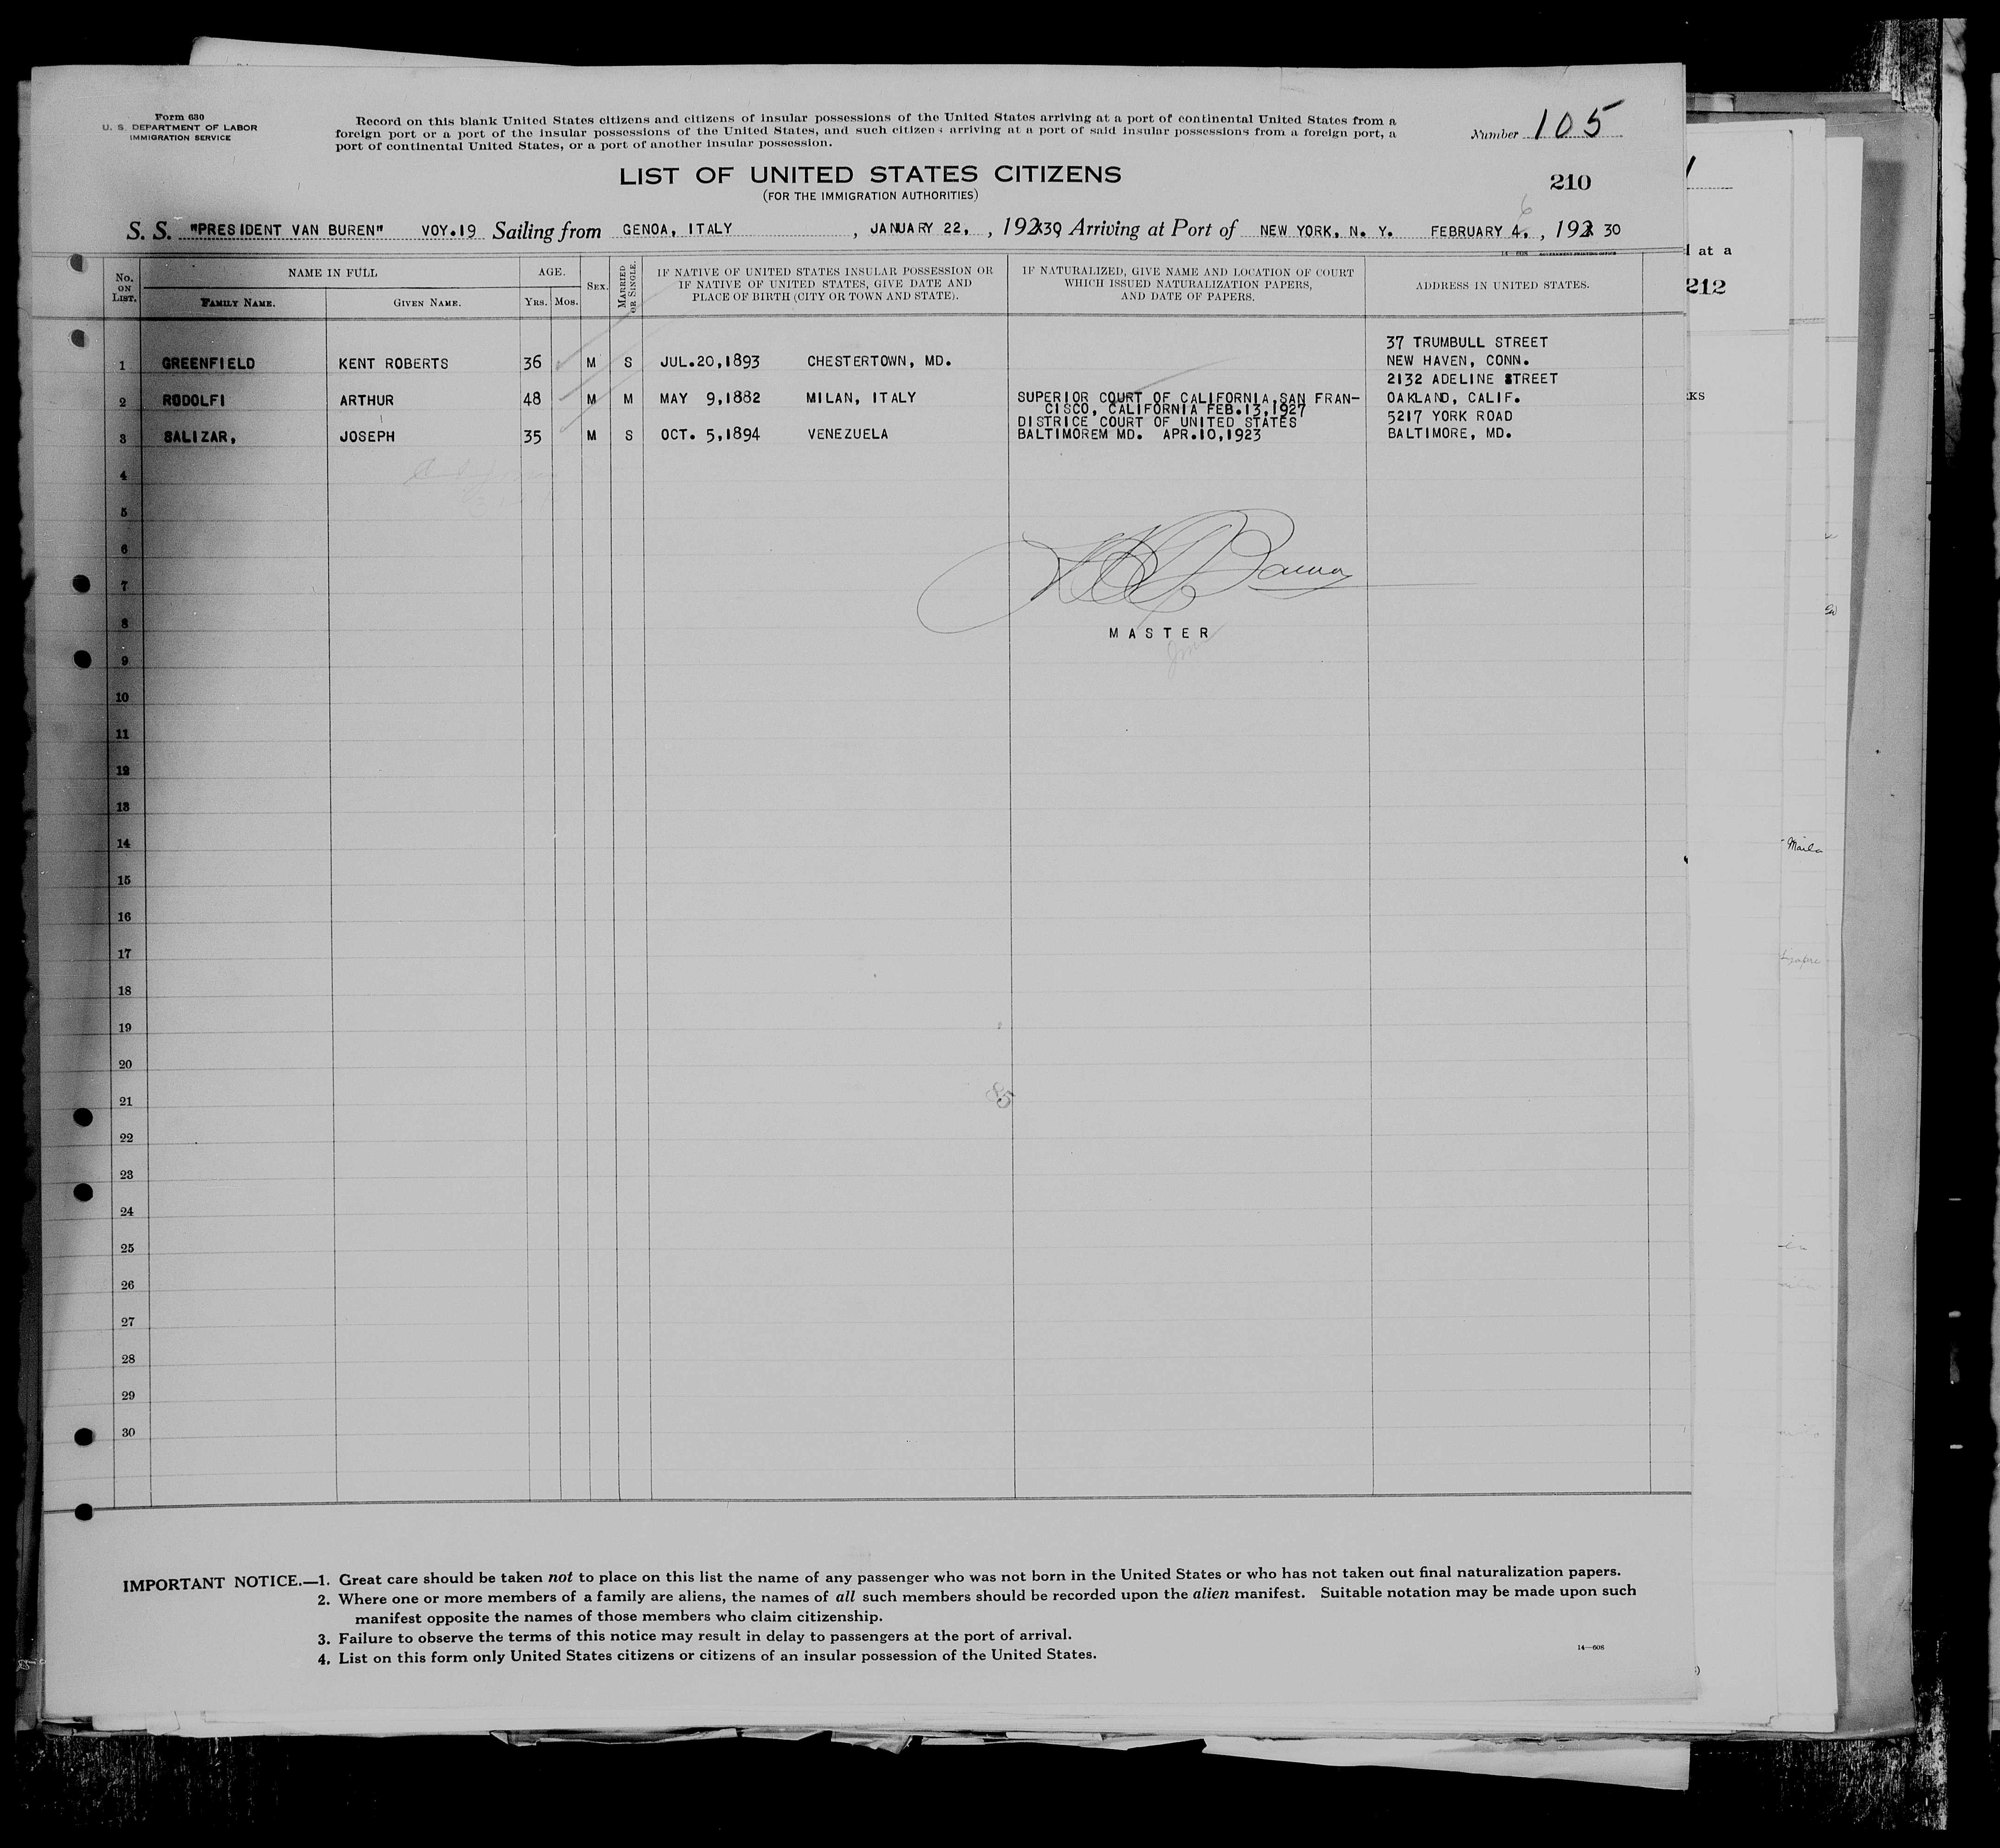 Form 630
U. S. DEPARTMENT OF LABOR
IMMIGRATION SERVICE
Record on this blank United States citizens and citizens of insular possessions of the United States arriving at a port of continental United States from a
foreign port or a port of the insular possessions of the United States, and such citizens arriving at a port of said insular possessions from a foreign port, a
port of continental United States, or a port of another insular possession.
Number 105
LIST OF UNITED STATES CITIZENS
(FOR THE IMMIGRATION AUTHORITIES)
210
6
S. S. "PRESIDENT VAN BUREN" VOY.19 Sailing from GENOA, ITALY , JANUARY 22, , 192x30 Arriving at Port of NEW YORK, N. Y. FEBRUARY 4, , 192x 30
14—608 GOVERNMENT PRINTING OFFICE
No. ON LIST.
NAME IN FULL
FAMILY NAME.
GIVEN NAME.
AGE.
Yrs. Mos.
SEX.
MARRIED OR SINGLE.
IF NATIVE OF UNITED STATES INSULAR POSSESSION OR
IF NATIVE OF UNITED STATES, GIVE DATE AND
PLACE OF BIRTH (CITY OR TOWN AND STATE).
IF NATURALIZED, GIVE NAME AND LOCATION OF COURT
WHICH ISSUED NATURALIZATION PAPERS,
AND DATE OF PAPERS.
ADDRESS IN UNITED STATES.
37 TRUMBULL STREET
1 GREENFIELD KENT ROBERTS 36 M S JUL.20,1893 CHESTERTOWN, MD. NEW HAVEN, CONN.
2132 ADELINE STREET
2 RODOLFI ARTHUR 48 M M MAY 9,1882 MILAN, ITALY SUPERIOR COURT OF CALIFORNIA,SAN FRAN- OAKLAND, CALIF.
CISCO, CALIFORNIA FEB.13,1927
5217 YORK ROAD
DISTRICE COURT OF UNITED STATES
3 SALIZAR, JOSEPH 35 M S OCT. 5,1894 VENEZUELA BALTIMOREM MD. APR.10,1923 BALTIMORE, MD.
4
5
6
7
8
MASTER
9
10
11
12
13
14
15
16
17
18
19
20
21
22
23
24
25
26
27
28
29
30
IMPORTANT NOTICE.—1. Great care should be taken not to place on this list the name of any passenger who was not born in the United States or who has not taken out final naturalization papers.
2. Where one or more members of a family are aliens, the names of all such members should be recorded upon the alien manifest. Suitable notation may be made upon such
manifest opposite the names of those members who claim citizenship.
3. Failure to observe the terms of this notice may result in delay to passengers at the port of arrival.
4. List on this form only United States citizens or citizens of an insular possession of the United States.
14—608
at a
212
KS